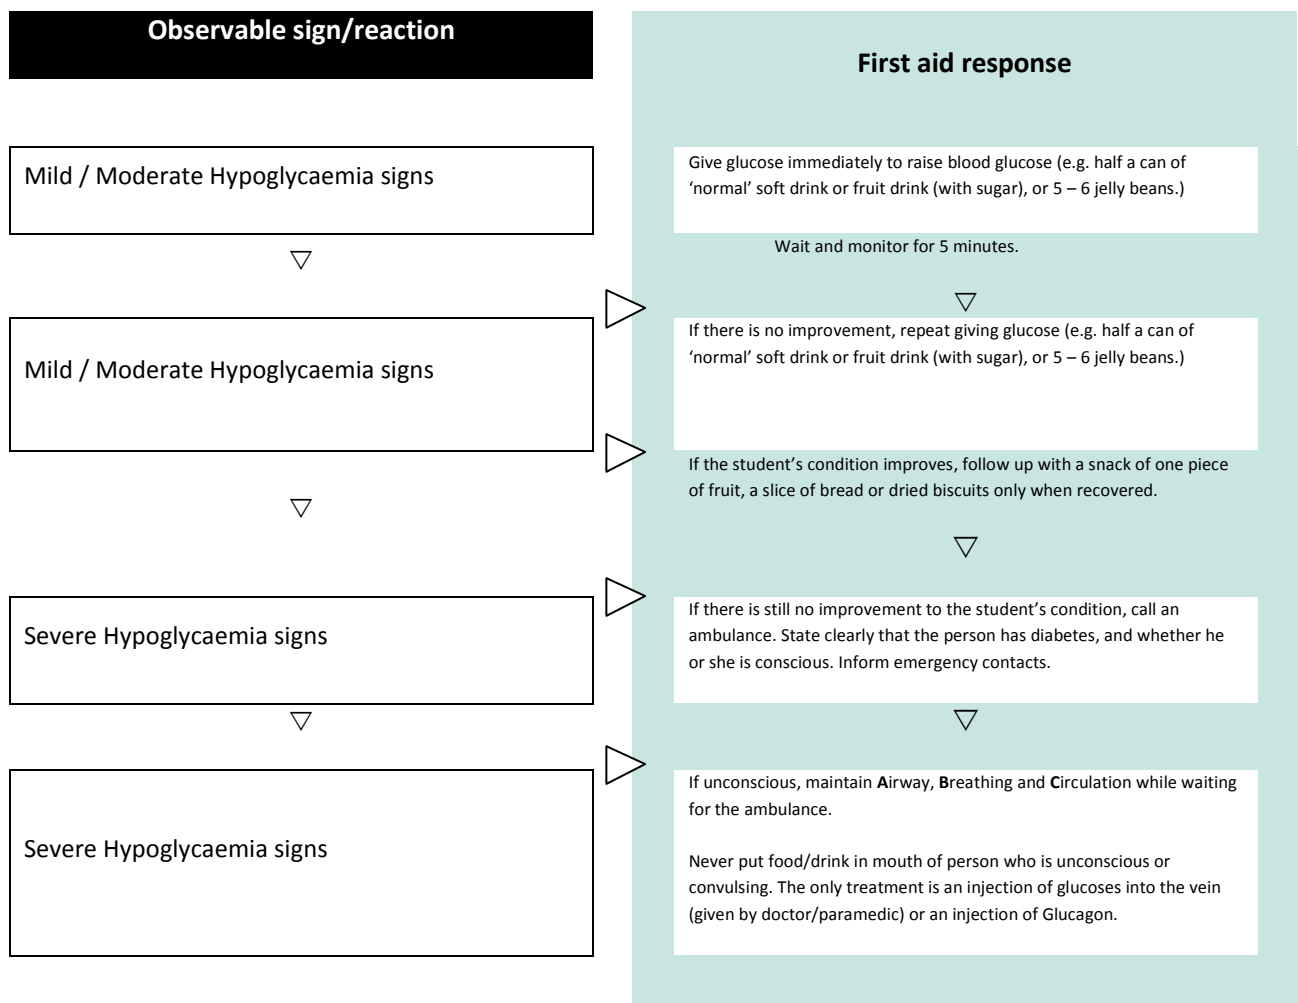 Observable sign/reaction
First aid response
Mild / Moderate Hypoglycaemia signs
Give glucose immediately to raise blood glucose (e.g. half a can of
‘normal’ soft drink or fruit drink (with sugar), or 5 – 6 jelly beans.)
Wait and monitor for 5 minutes.
Mild / Moderate Hypoglycaemia signs
If there is no improvement, repeat giving glucose (e.g. half a can of
‘normal’ soft drink or fruit drink (with sugar), or 5 – 6 jelly beans.)
If the student’s condition improves, follow up with a snack of one piece
of fruit, a slice of bread or dried biscuits only when recovered.
Severe Hypoglycaemia signs
If there is still no improvement to the student’s condition, call an
ambulance. State clearly that the person has diabetes, and whether he
or she is conscious. Inform emergency contacts.
Severe Hypoglycaemia signs
If unconscious, maintain Airway, Breathing and Circulation while waiting
for the ambulance.
Never put food/drink in mouth of person who is unconscious or
convulsing. The only treatment is an injection of glucoses into the vein
(given by doctor/paramedic) or an injection of Glucagon.